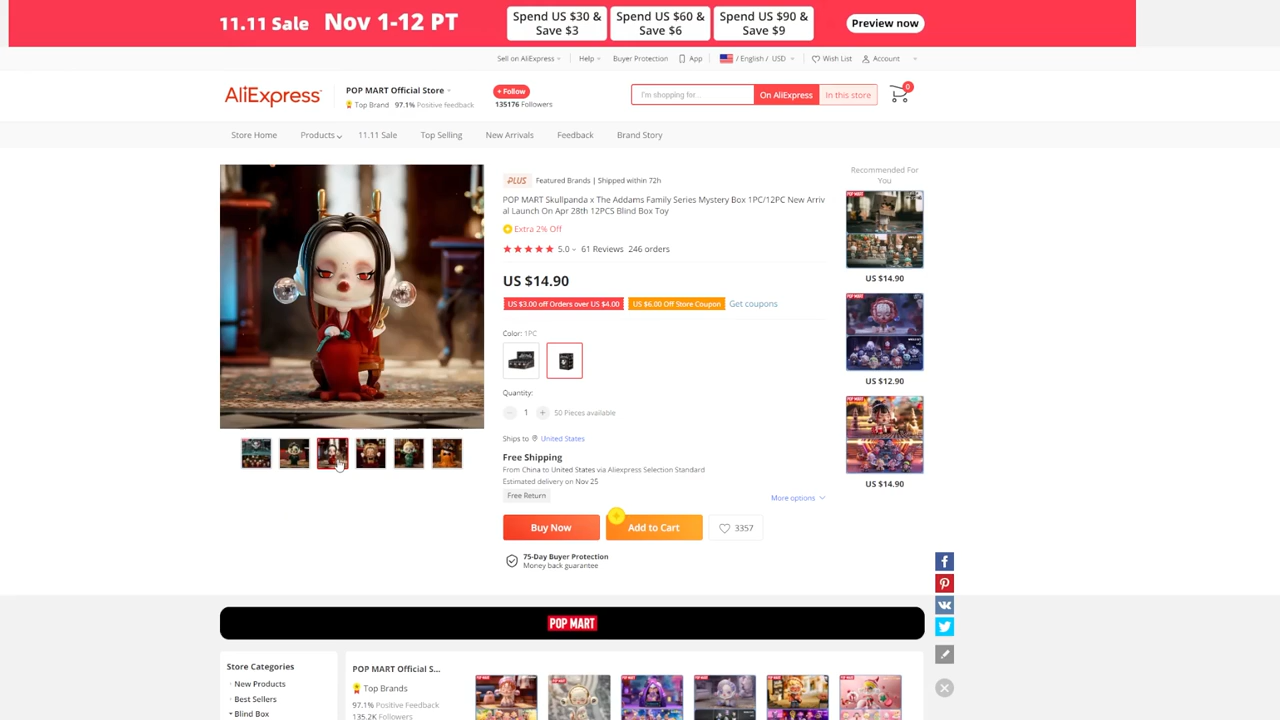 11.11 Sale Nov 1-12 PT
Spend US $30 &
Save $3
Spend US $60 &
Save $6
Spend US $90 &
Save $9
Preview now
Sell on AliExpress
Help
Buyer Protection
App
/ English / USD
Wish List
Account
AliExpress
POP MART Official Store
Top Brand 97.1% Positive feedback
+ Follow
135176 Followers
I'm shopping for...
On AliExpress
In this store
0
Store Home
Products
11.11 Sale
Top Selling
New Arrivals
Feedback
Brand Story
PLUS Featured Brands | Shipped within 72h
POP MART Skullpanda x The Addams Family Series Mystery Box 1PC/12PC New Arriv
al Launch On Apr 28th 12PCS Blind Box Toy
Extra 2% Off
5.0 61 Reviews 246 orders
US $14.90
US $3.00 off Orders over US $4.00
US $6.00 Off Store Coupon
Get coupons
Color: 1PC
Quantity:
1
50 Pieces available
Ships to United States
Free Shipping
From China to United States via Aliexpress Selection Standard
Estimated delivery on Nov 25
Free Return
More options
Buy Now
Add to Cart
3357
75-Day Buyer Protection
Money back guarantee
Recommended For
You
POP MART
US $14.90
POP MART
US $12.90
POP MART
US $14.90
POP MART
Store Categories
New Products
Best Sellers
Blind Box
POP MART Official S...
Top Brands
97.1% Positive Feedback
135.2K Followers